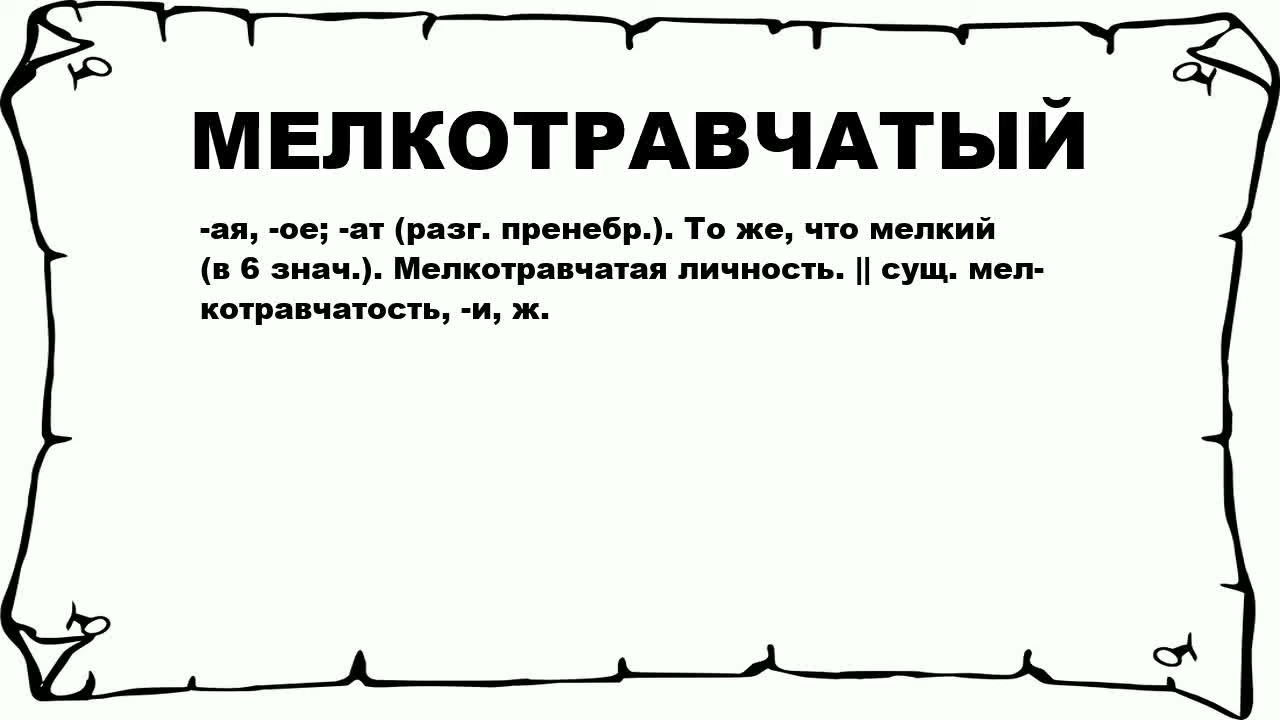 МЕЛКОТРАВЧАТЫЙ
-ая, -ое; -ат (разг. пренебр.). То же, что мелкий
(в 6 знач.). Мелкотравчатая личность. || сущ. мел-
котравчатость, -и, ж.